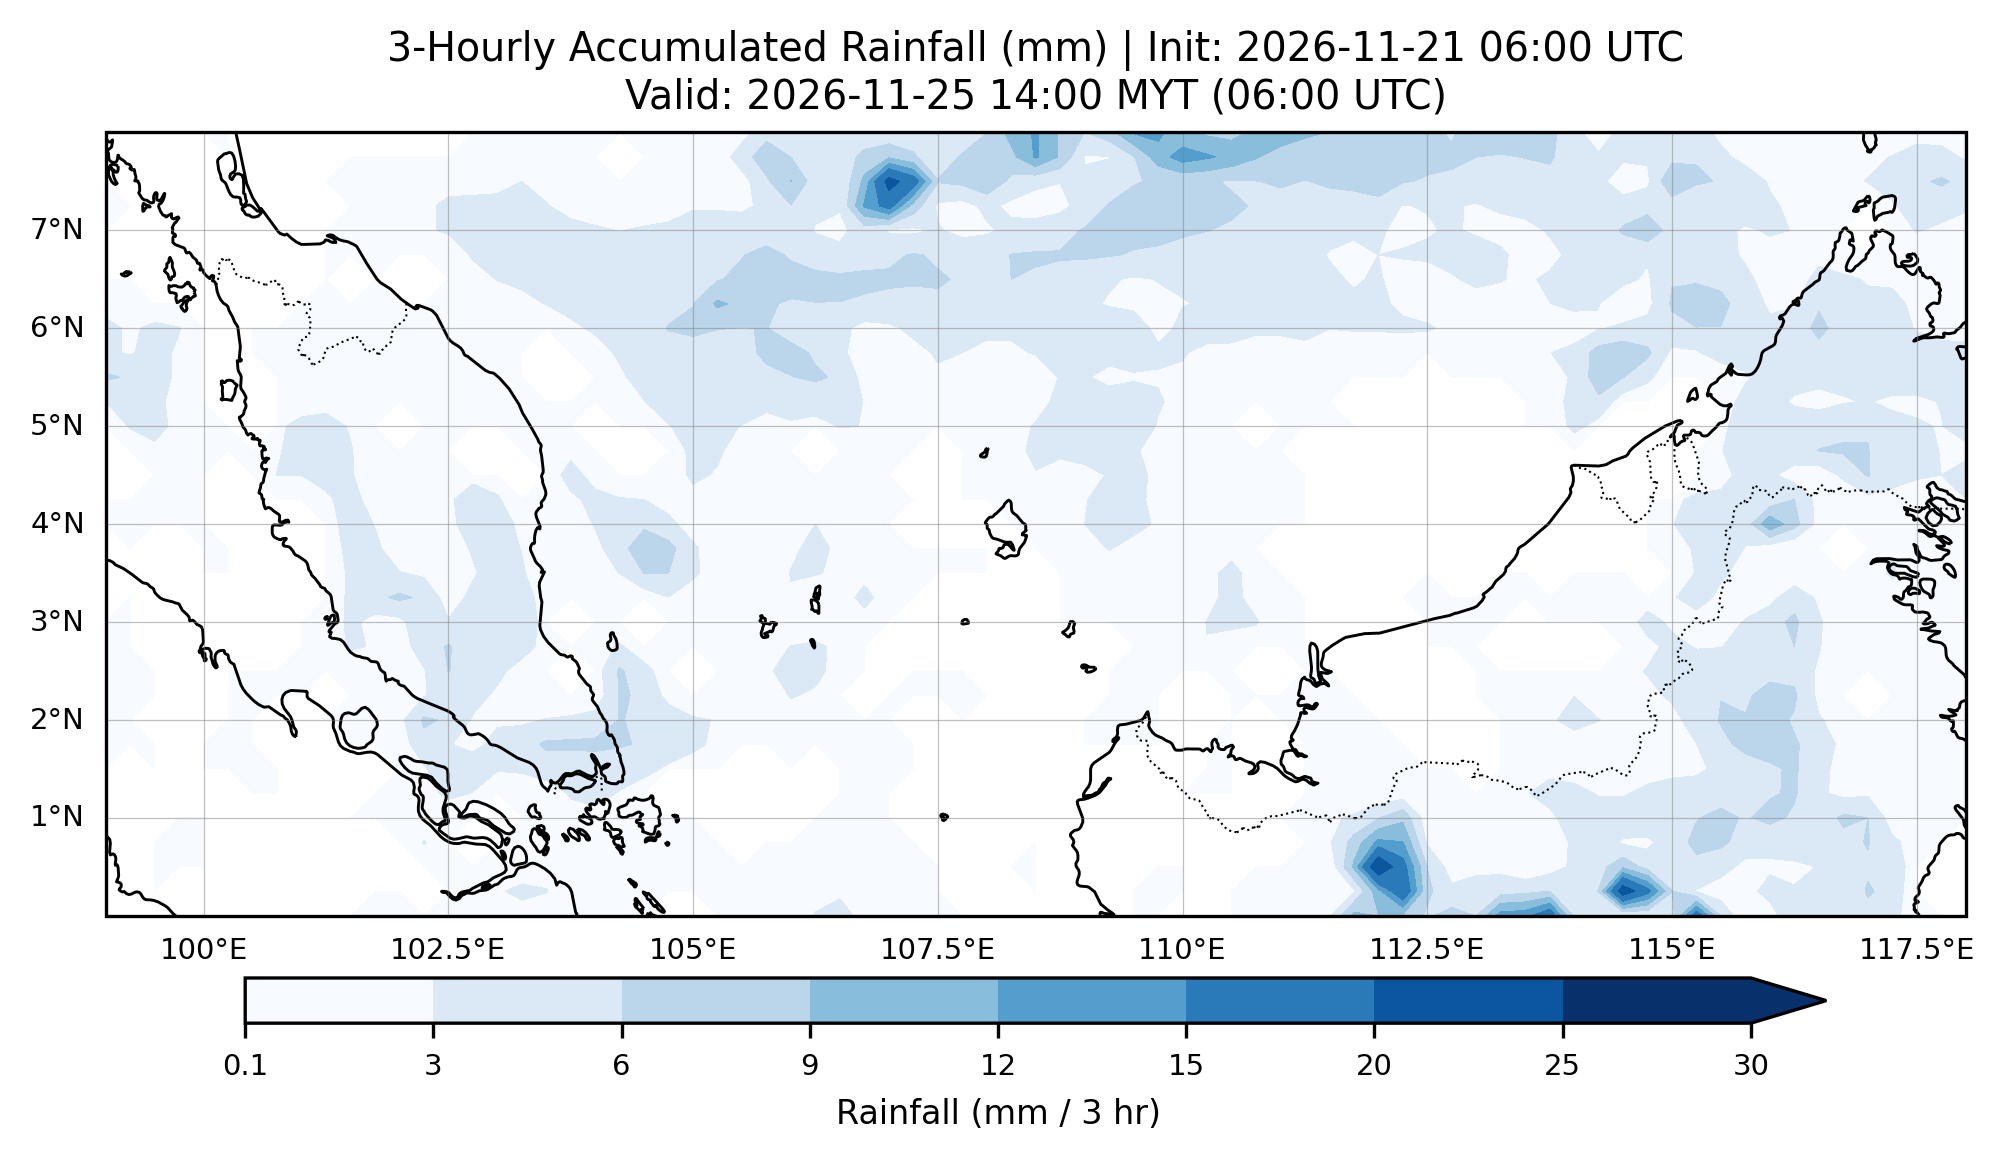 3-Hourly Accumulated Rainfall (mm) | Init: 2026-11-21 06:00 UTC
Valid: 2026-11-25 14:00 MYT (06:00 UTC)
7°N
6°N
5°N
4°N
3°N
2°N
1°N
100°E 102.5°E 105°E 107.5°E 110°E 112.5°E 115°E 117.5°E
0.1 3 6 9 12 15 20 25 30
Rainfall (mm / 3 hr)